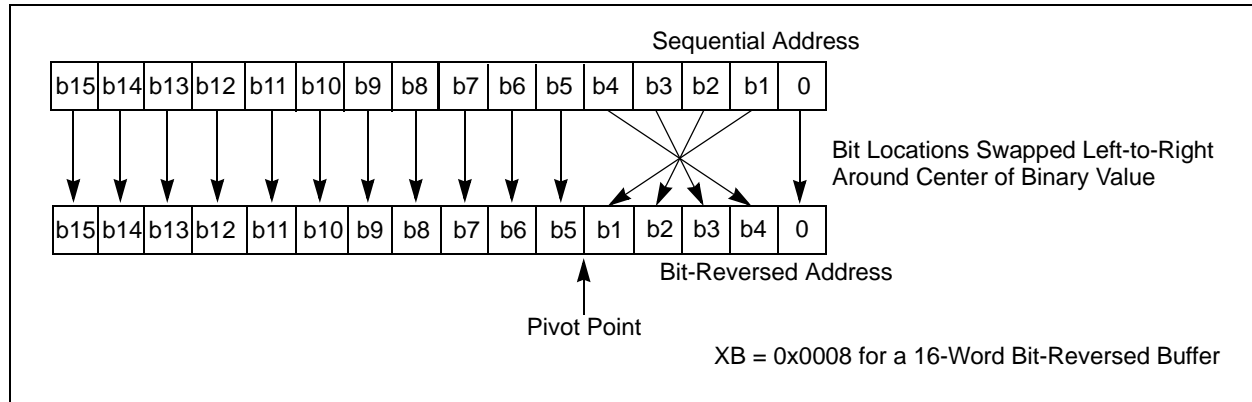 Sequential Address
b15 b14 b13 b12 b11 b10 b9 b8 b7 b6 b5 b4 b3 b2 b1 0
Bit Locations Swapped Left-to-Right
Around Center of Binary Value
b15 b14 b13 b12 b11 b10 b9 b8 b7 b6 b5 b1 b2 b3 b4 0
Bit-Reversed Address
Pivot Point
XB = 0x0008 for a 16-Word Bit-Reversed Buffer